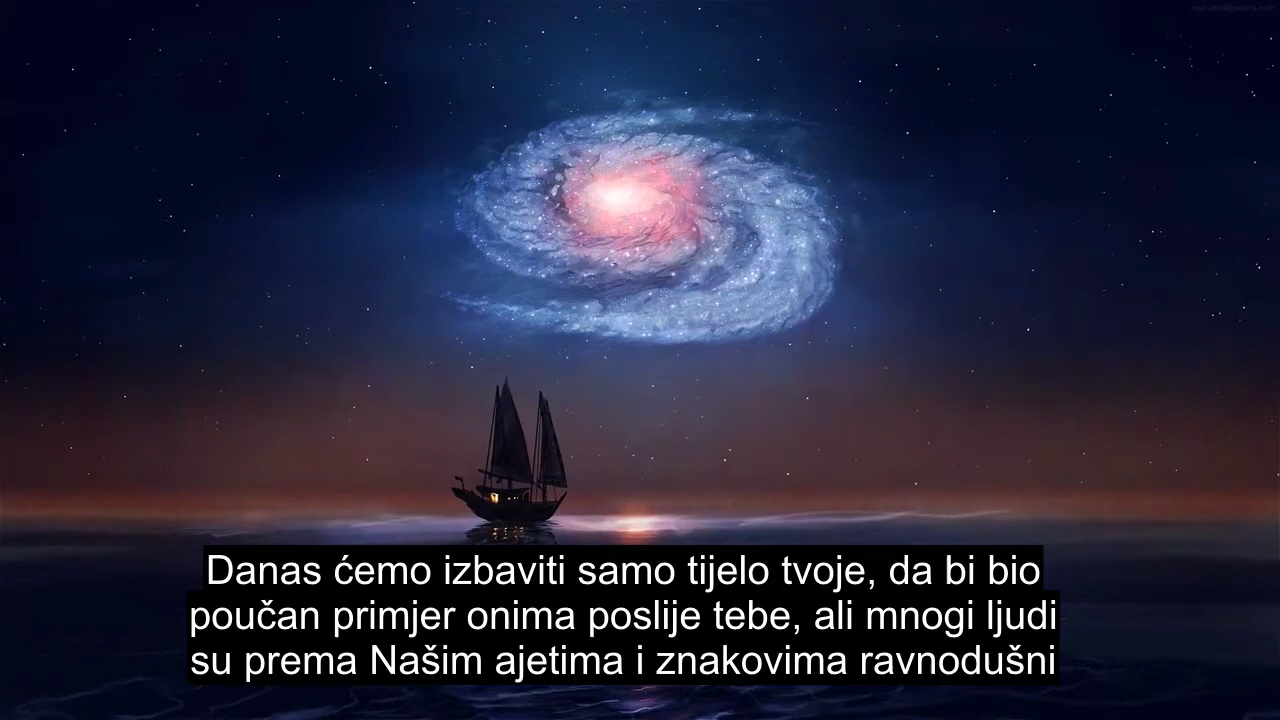 Danas ćemo izbaviti samo tijelo tvoje, da bi bio
poučan primjer onima poslije tebe, ali mnogi ljudi
su prema Našim ajetima i znakovima ravnodušni